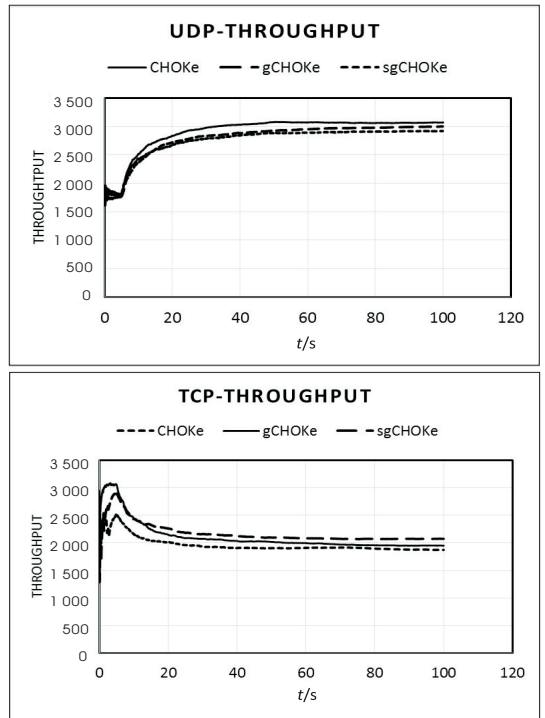 UDP-THROUGHPUT
CHOKe gCHOKe sgCHOKe
3 500
3 000
2 500
2 000
1 500
1 000
500
0
THROUGHTPUT
0 20 40 60 80 100 120
t/s
TCP-THROUGHPUT
CHOKe gCHOKe sgCHOKe
3 500
3 000
2 500
2 000
1 500
1 000
500
0
THROUGHPUT
0 20 40 60 80 100 120
t/s